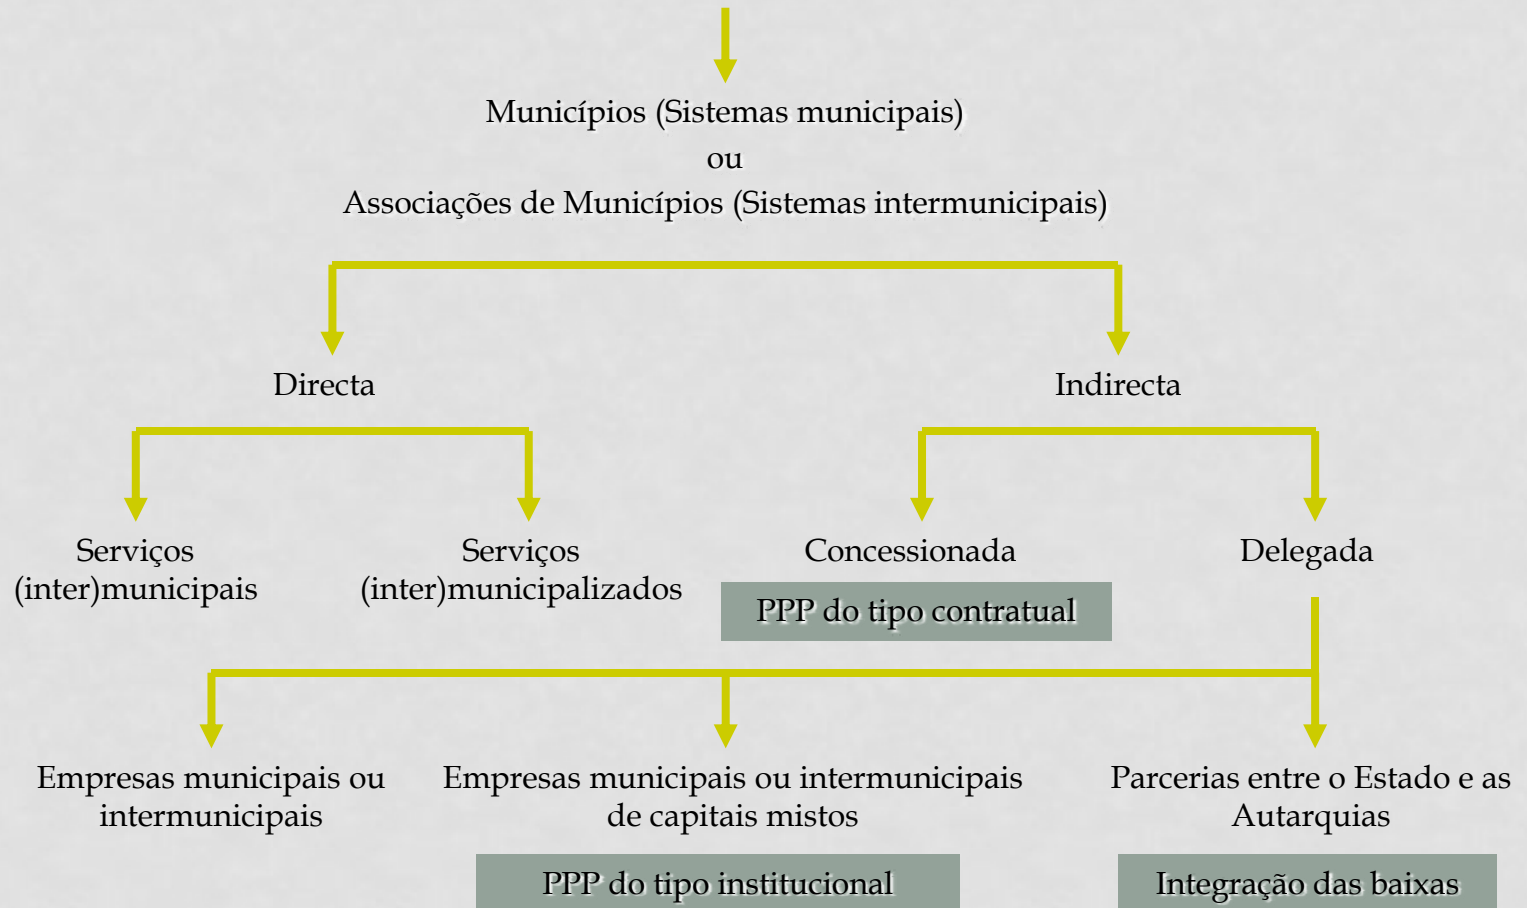 Municípios (Sistemas municipais)
ou
Associações de Municípios (Sistemas intermunicipais)
Directa
Indirecta
Serviços
(inter)municipais
Serviços
(inter)municipalizados
Concessionada
PPP do tipo contratual
Delegada
Empresas municipais ou
intermunicipais
Empresas municipais ou intermunicipais
de capitais mistos
PPP do tipo institucional
Parcerias entre o Estado e as
Autarquias
Integração das baixas